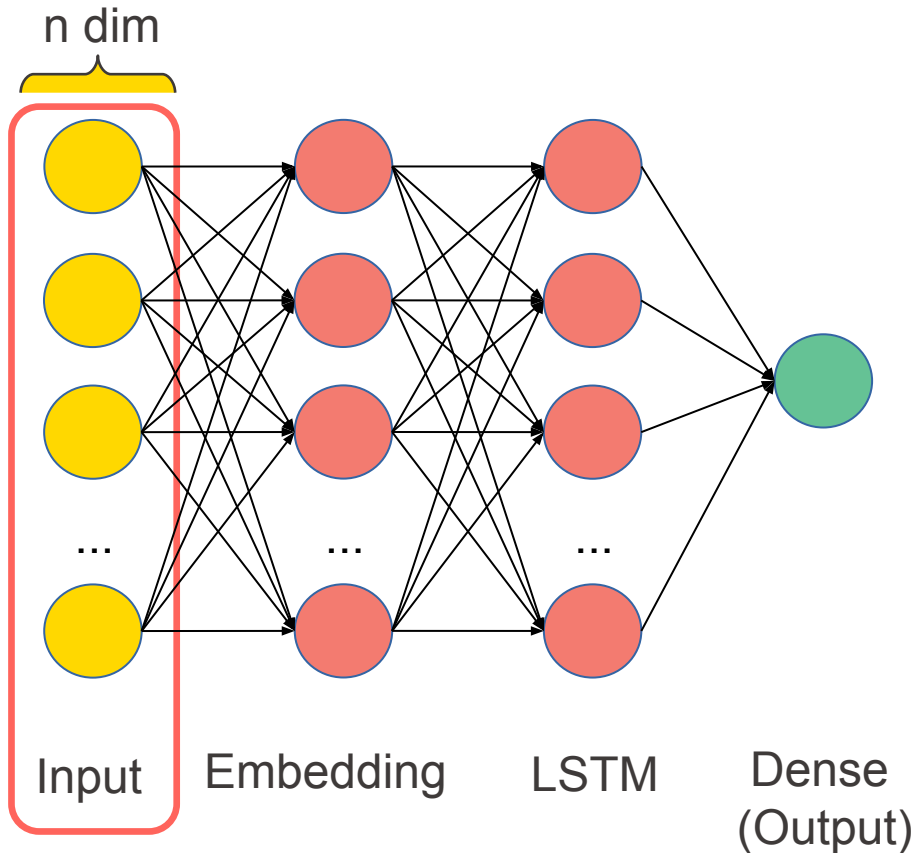 n dim
...
...
...
Input
Embedding
LSTM
Dense
(Output)